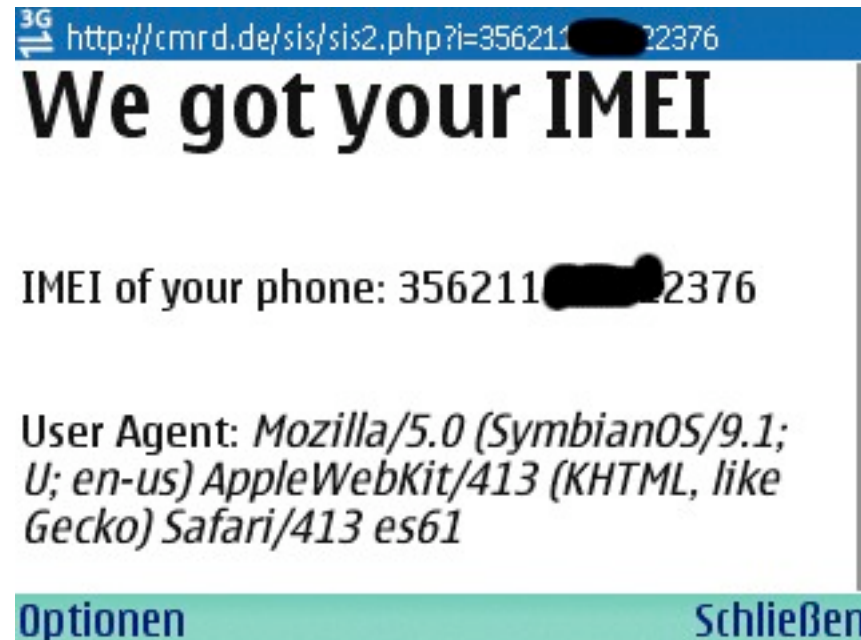 3G
http://cmrd.de/sis/sis2.php?i=356211 22376
We got your IMEI
IMEI of your phone: 356211 2376
User Agent: Mozilla/5.0 (SymbianOS/9.1;
U; en-us) AppleWebKit/413 (KHTML, like
Gecko) Safari/413 es61
Optionen Schließen